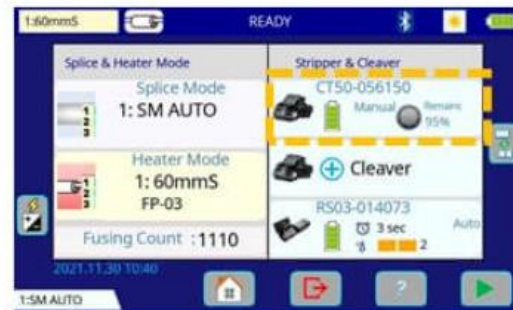 1:60mmS
READY
Splice & Heater Mode
Splice Mode
1: SM AUTO
Heater Mode
1: 60mmS
FP-03
Fusing Count :1110
Stripper & Cleaver
CT50-056150
Manual
Remains
95%
Cleaver
RS03-014073
3 sec
Auto
2
2021.11.30 10:40
?
1:SM AUTO